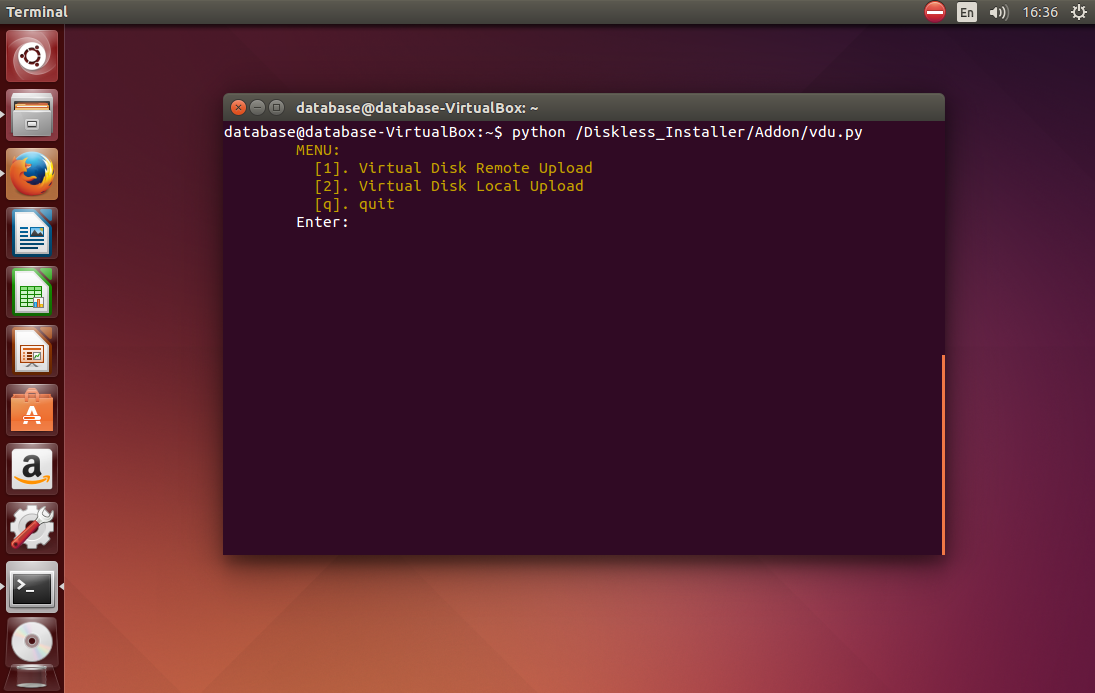 Terminal
En
16:36
database@database-VirtualBox: ~
database@database-VirtualBox:~$ python /Diskless_Installer/Addon/vdu.py
MENU:
[1]. Virtual Disk Remote Upload
[2]. Virtual Disk Local Upload
[q]. quit
Enter:
A
a
>_